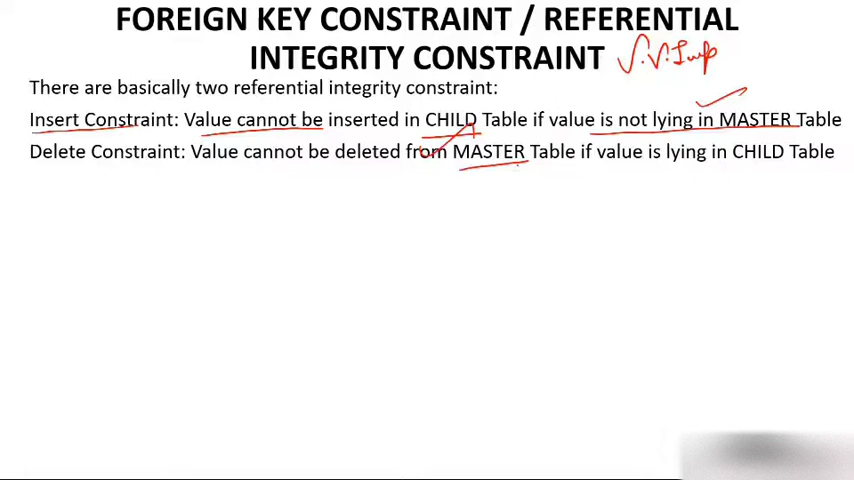 FOREIGN KEY CONSTRAINT / REFERENTIAL
INTEGRITY CONSTRAINT V.V.Imp
There are basically two referential integrity constraint:
Insert Constraint: Value cannot be inserted in CHILD Table if value is not lying in MASTER Table
Delete Constraint: Value cannot be deleted from MASTER Table if value is lying in CHILD Table